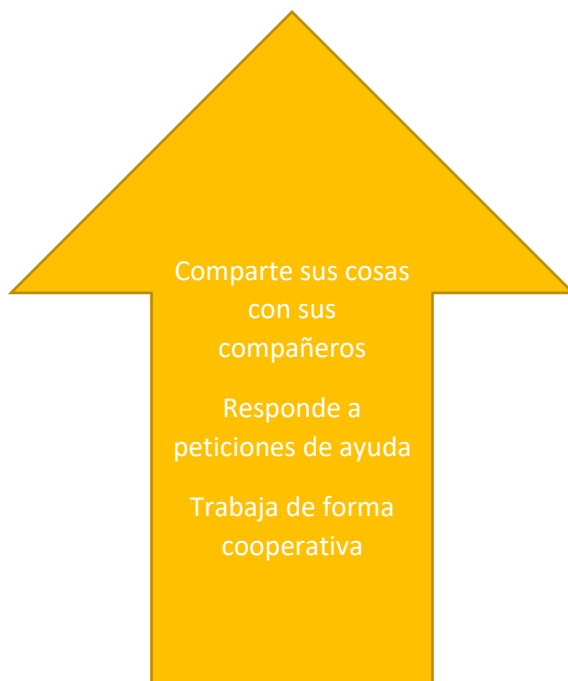 Comparte sus cosas
con sus
compañeros
Responde a
peticiones de ayuda
Trabaja de forma
cooperativa